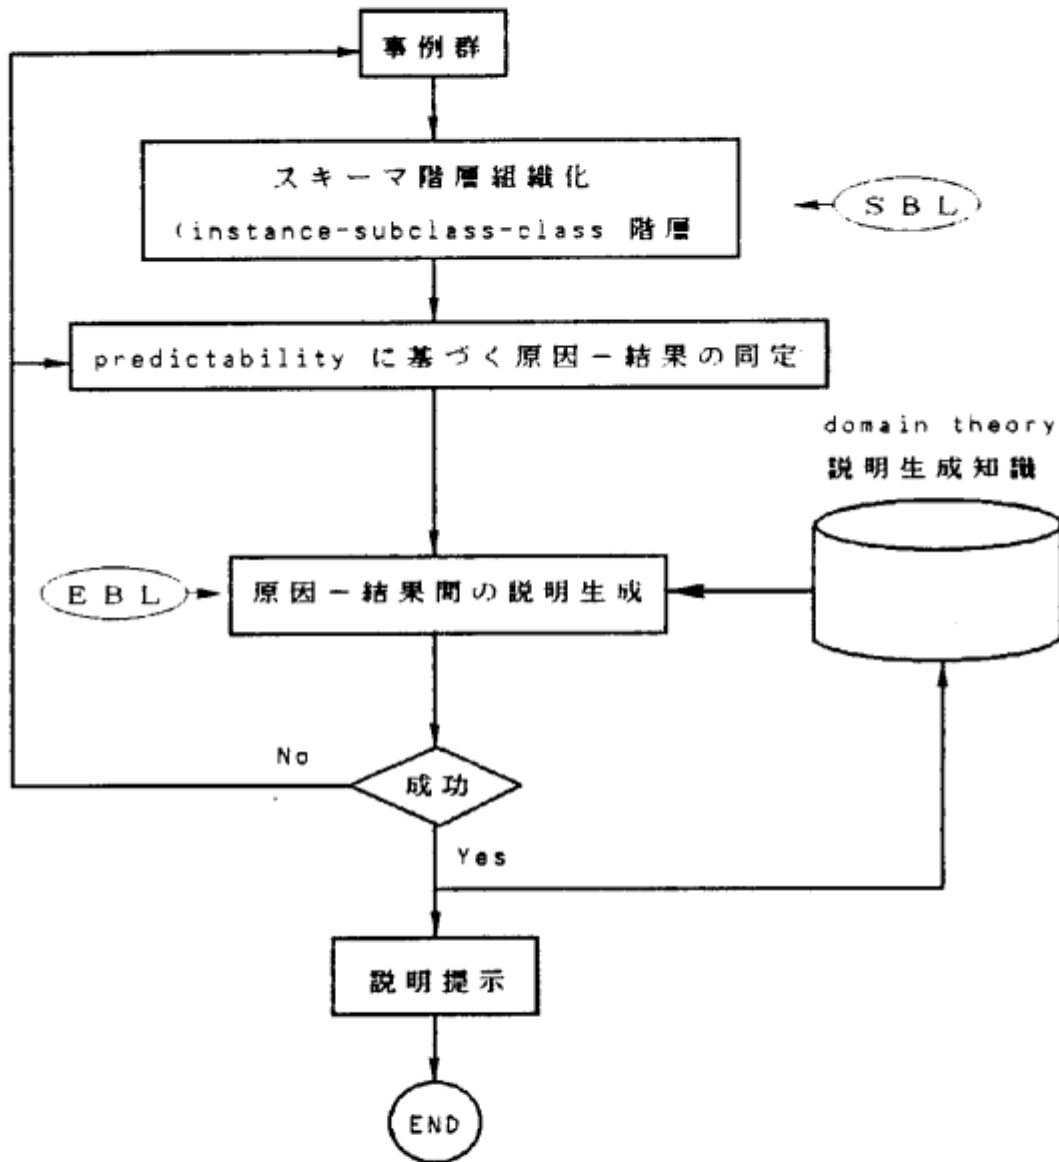 事例群
スキーマ階層組織化
(instance-subclass-class 階層
SBL
predictability に基づく原因－結果の同定
domain theory
説明生成知識
EBL
原因－結果間の説明生成
No
成功
Yes
説明提示
END